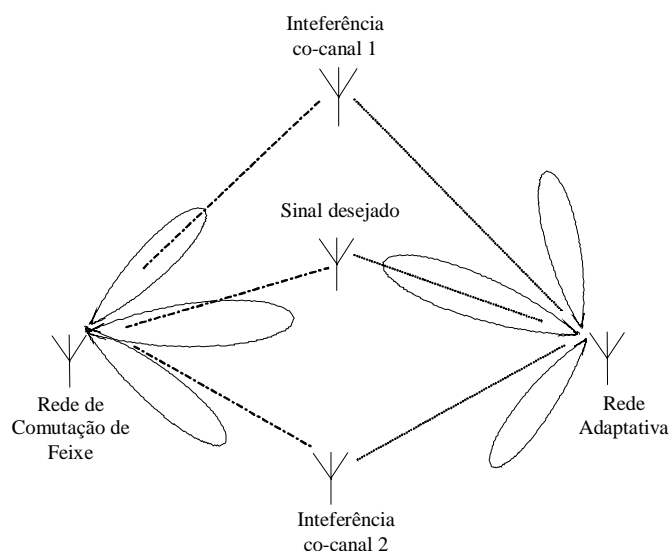 Inteferência
co-canal 1
Sinal desejado
Rede de
Comutação de
Feixe
Rede
Adaptativa
Inteferência
co-canal 2